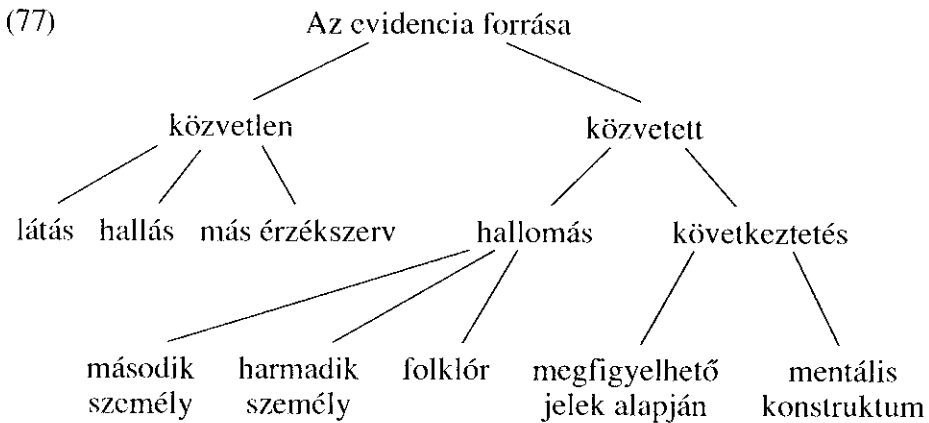 (77) Az evidencia forrása
közvetlen közvetett
látás hallás más érzékszerv hallomás következtetés
második harmadik folklór megfigyelhető mentális
személy személy jelek alapján konstruktum